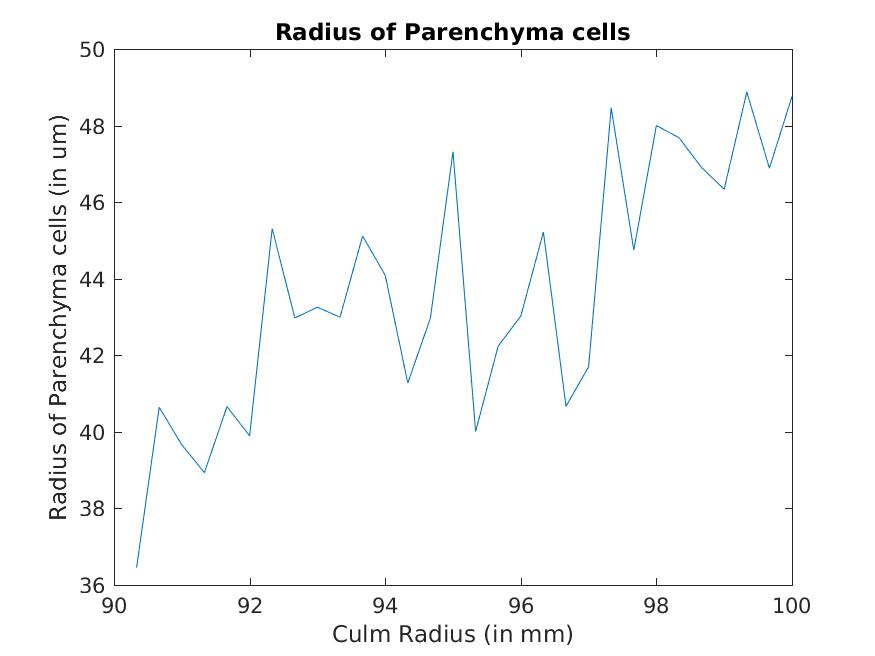 Radius of Parenchyma cells
50
48
46
44
42
40
38
36
Radius of Parenchyma cells (in um)
90 92 94 96 98 100
Culm Radius (in mm)